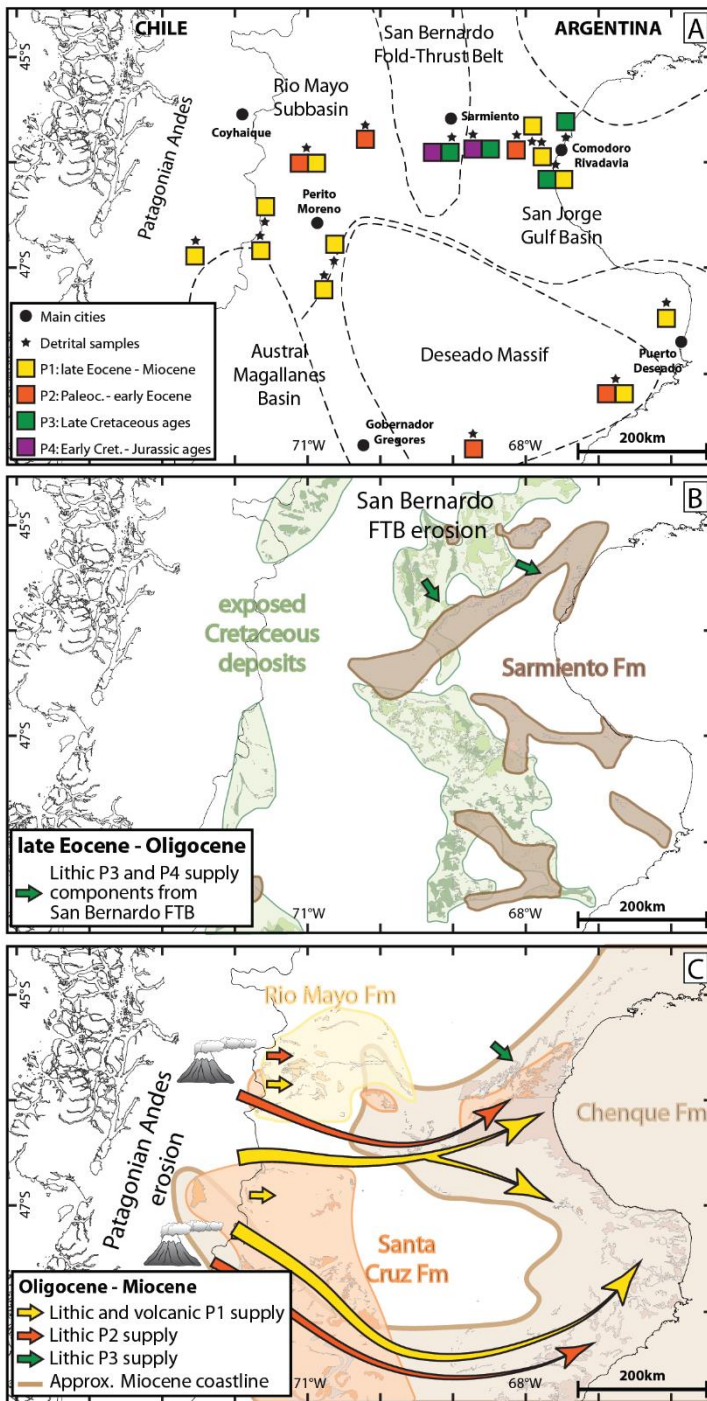 CHILE
San Bernardo
Fold-Thrust Belt
ARGENTINA
A
45°S
Rio Mayo
Subbasin
Coyhaique
Sarmiento
Comodoro
Rivadavia
Patagonian Andes
Perito
Moreno
San Jorge
Gulf Basin
47°S
Main cities
Detrital samples
P1: late Eocene - Miocene
P2: Paleoc. - early Eocene
P3: Late Cretaceous ages
P4: Early Cret. - Jurassic ages
Austral
Magallanes
Basin
Deseado Massif
Puerto
Deseado
Gobernador
Gregores
71°W
68°W
200km
B
45°S
San Bernardo
FTB erosion
exposed
Cretaceous
deposits
Sarmiento Fm
47°S
late Eocene - Oligocene
Lithic P3 and P4 supply
components from
San Bernardo FTB
71°W
68°W
200km
C
45°S
Rio Mayo Fm
Chenque Fm
Patagonian Andes
erosion
47°S
Santa
Cruz Fm
Oligocene - Miocene
Lithic and volcanic P1 supply
Lithic P2 supply
Lithic P3 supply
Approx. Miocene coastline
71°W
68°W
200km